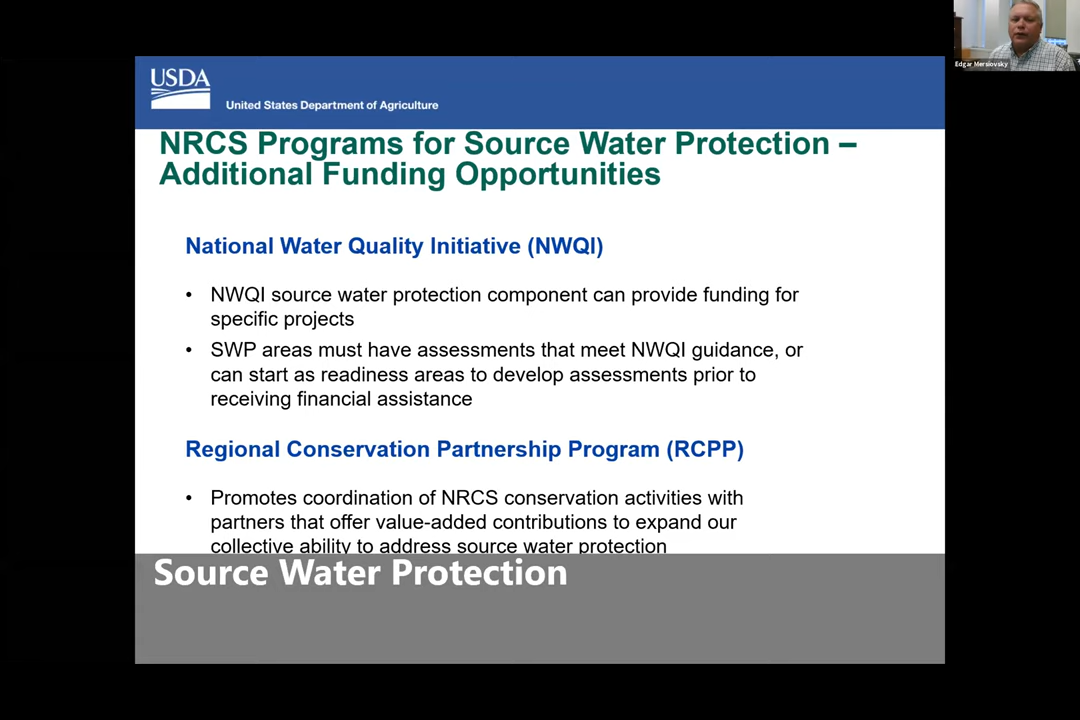 USDA
United States Department of Agriculture
Edgar Mersiovsky
NRCS Programs for Source Water Protection –
Additional Funding Opportunities
National Water Quality Initiative (NWQI)
• NWQI source water protection component can provide funding for
specific projects
• SWP areas must have assessments that meet NWQI guidance, or
can start as readiness areas to develop assessments prior to
receiving financial assistance
Regional Conservation Partnership Program (RCPP)
• Promotes coordination of NRCS conservation activities with
partners that offer value-added contributions to expand our
collective ability to address source water protection
Source Water Protection